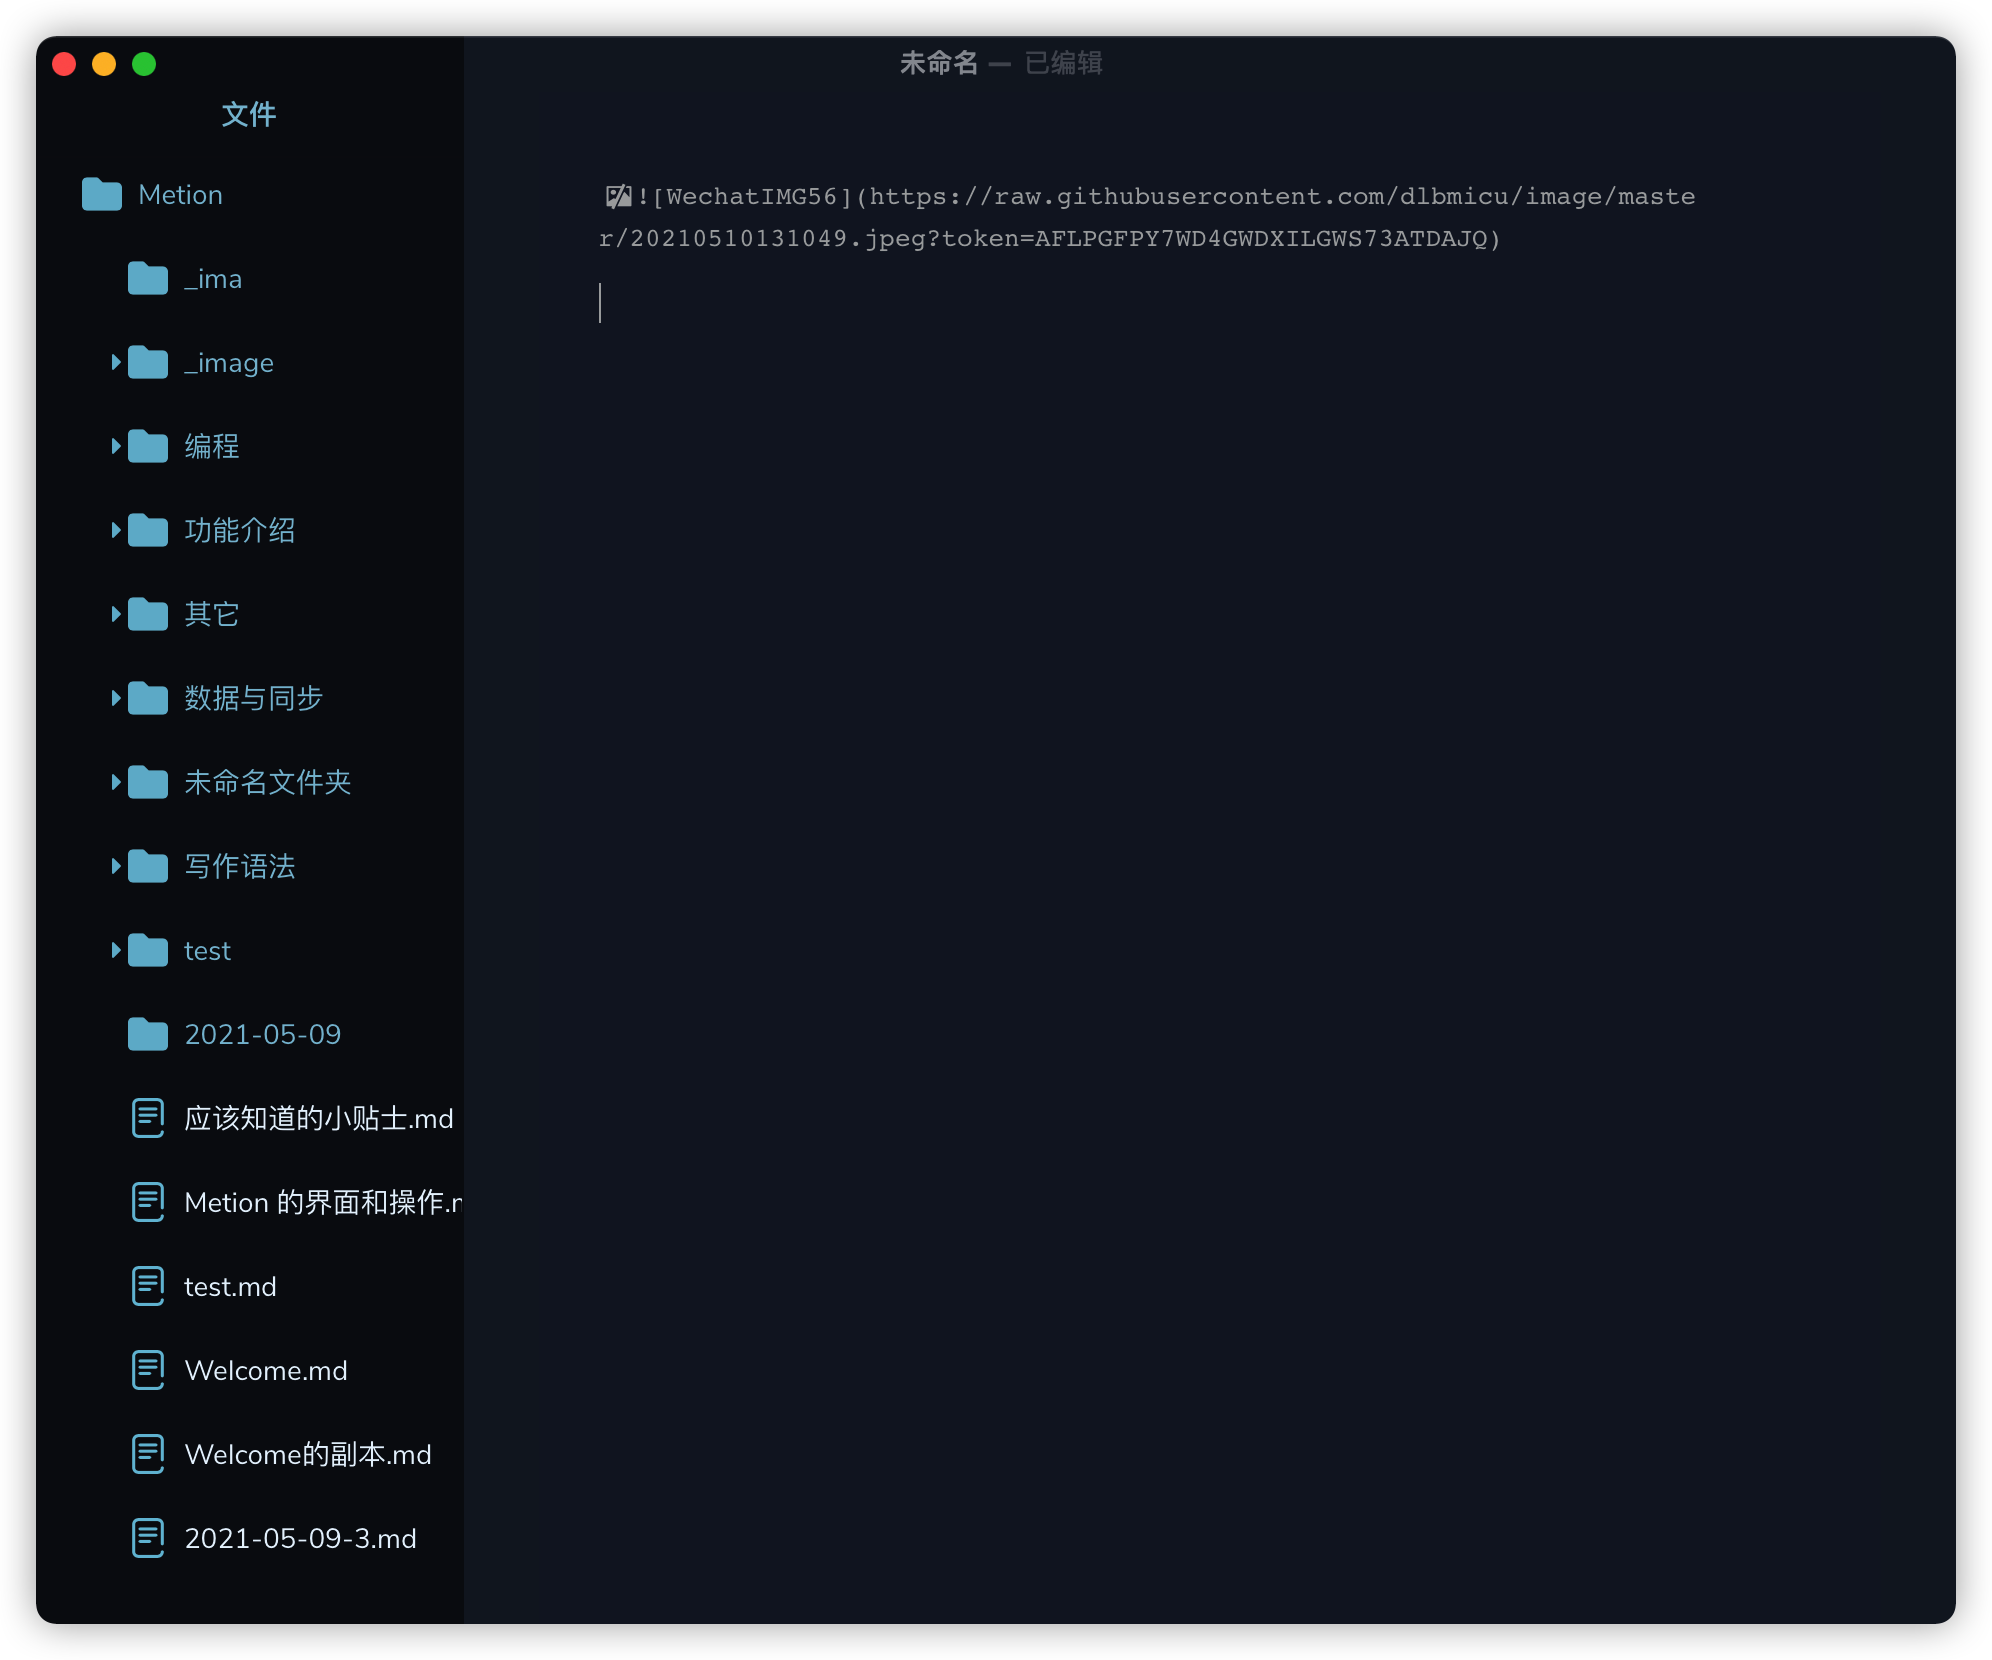 未命名 — 已编辑
文件
Metion
_ima
_image
编程
功能介绍
其它
数据与同步
未命名文件夹
写作语法
test
2021-05-09
应该知道的小贴士.md
Metion 的界面和操作.
test.md
Welcome.md
Welcome的副本.md
2021-05-09-3.md
![WechatIMG56](https://raw.githubusercontent.com/dlbmicu/image/maste
r/20210510131049.jpeg?token=AFLPGFPY7WD4GWDXILGWS73ATDAJQ)